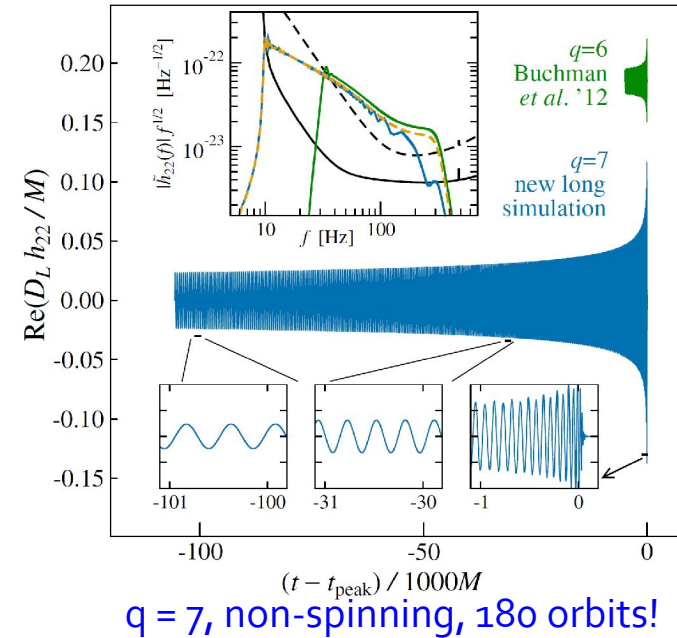 |h̃₂₂(f)| f^{1/2} [Hz^{-1/2}]
10^{-22}
10^{-23}
10
100
f [Hz]
q=6
Buchman
et al. ’12
q=7
new long
simulation
Re(D_L h₂₂ / M)
0.20
0.15
0.10
0.05
0.00
-0.05
-0.10
-0.15
-101
-100
-31
-30
-1
0
-100
-50
0
(t − t_peak) / 1000M
q = 7, non-spinning, 180 orbits!